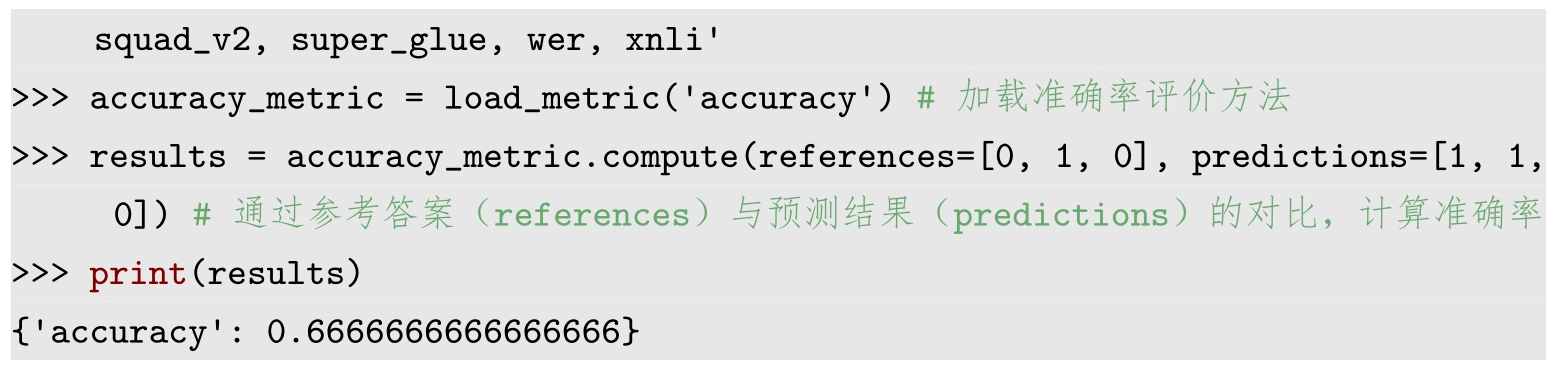 squad_v2, super_glue, wer, xnli'
>>> accuracy_metric = load_metric('accuracy') # 加载准确率评价方法
>>> results = accuracy_metric.compute(references=[0, 1, 0], predictions=[1, 1,
0]) # 通过参考答案（references）与预测结果（predictions）的对比，计算准确率
>>> print(results)
{'accuracy': 0.6666666666666666}